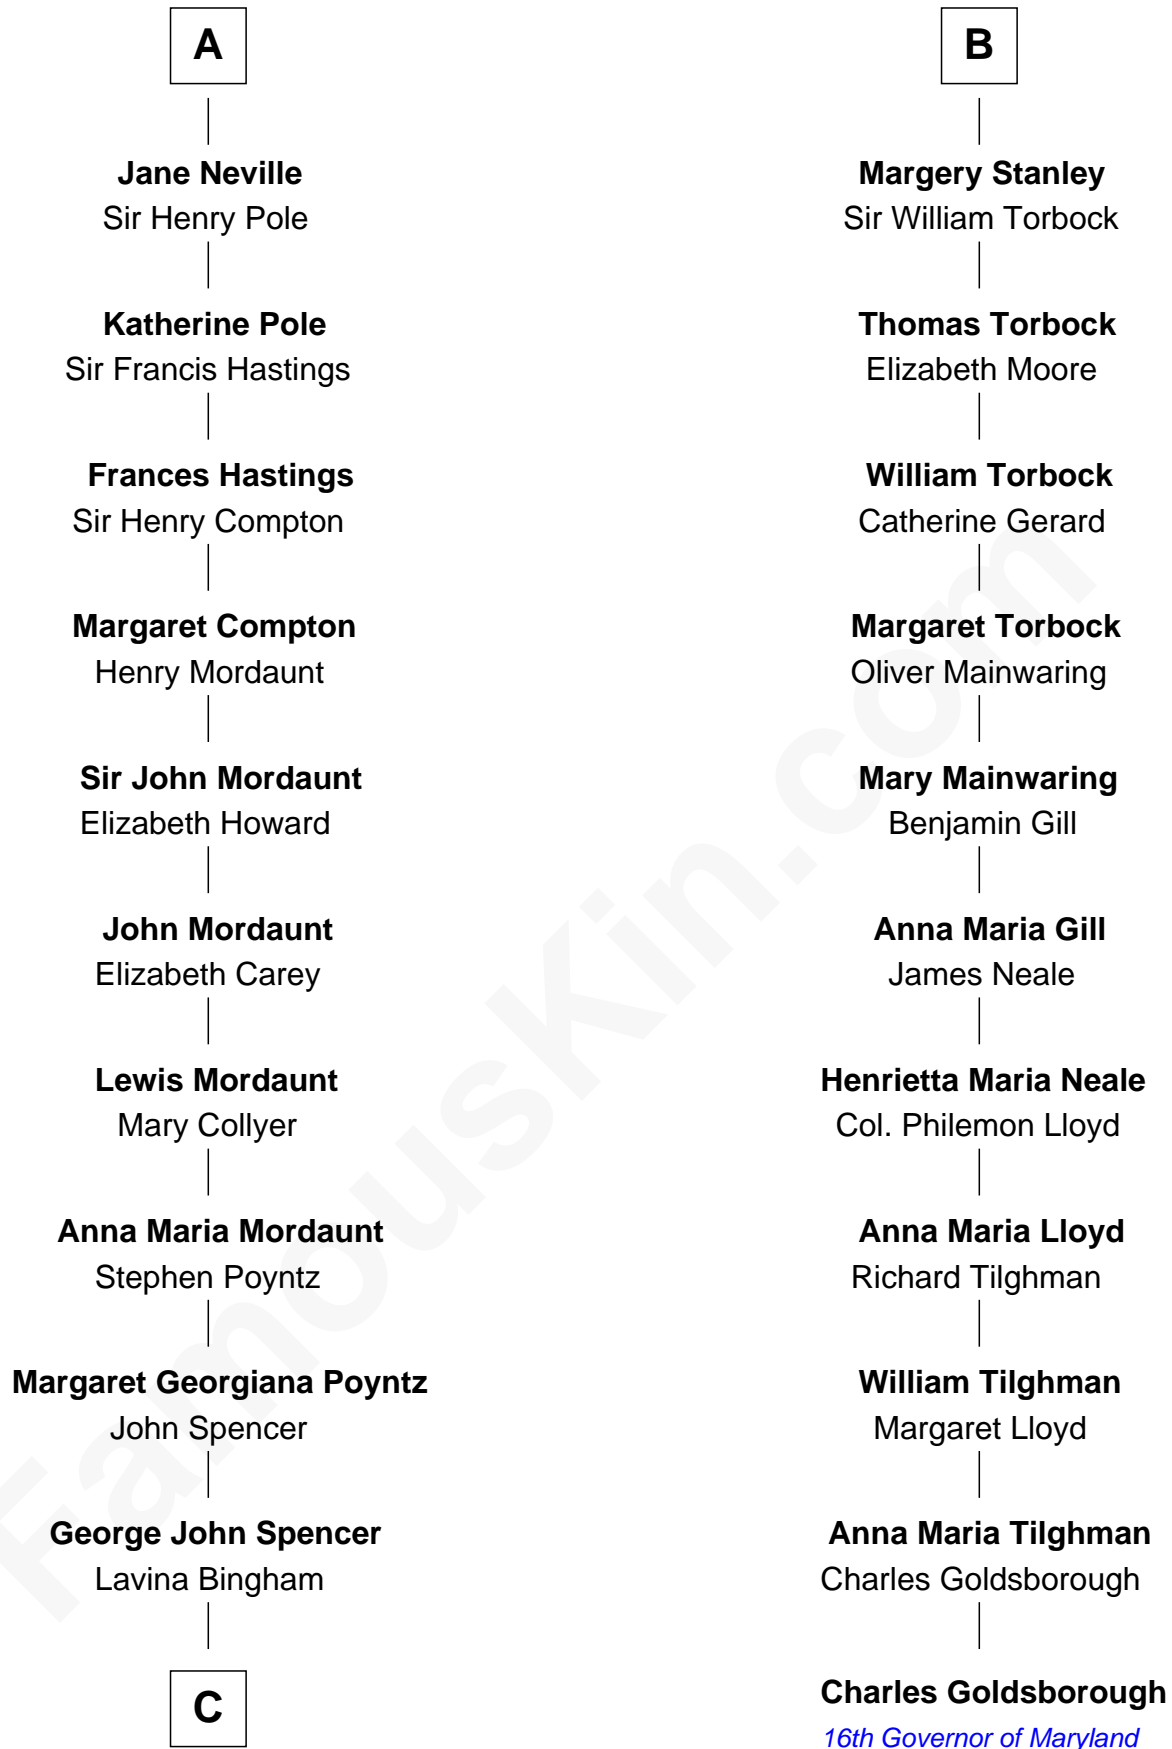 A
Jane Neville
Sir Henry Pole
Katherine Pole
Sir Francis Hastings
Frances Hastings
Sir Henry Compton
Margaret Compton
Henry Mordaunt
Sir John Mordaunt
Elizabeth Howard
John Mordaunt
Elizabeth Carey
Lewis Mordaunt
Mary Collyer
Anna Maria Mordaunt
Stephen Poyntz
Margaret Georgiana Poyntz
John Spencer
George John Spencer
Lavina Bingham
C
B
Margery Stanley
Sir William Torbock
Thomas Torbock
Elizabeth Moore
William Torbock
Catherine Gerard
Margaret Torbock
Oliver Mainwaring
Mary Mainwaring
Benjamin Gill
Anna Maria Gill
James Neale
Henrietta Maria Neale
Col. Philemon Lloyd
Anna Maria Lloyd
Richard Tilghman
William Tilghman
Margaret Lloyd
Anna Maria Tilghman
Charles Goldsborough
Charles Goldsborough
16th Governor of Maryland
FamousKin.com